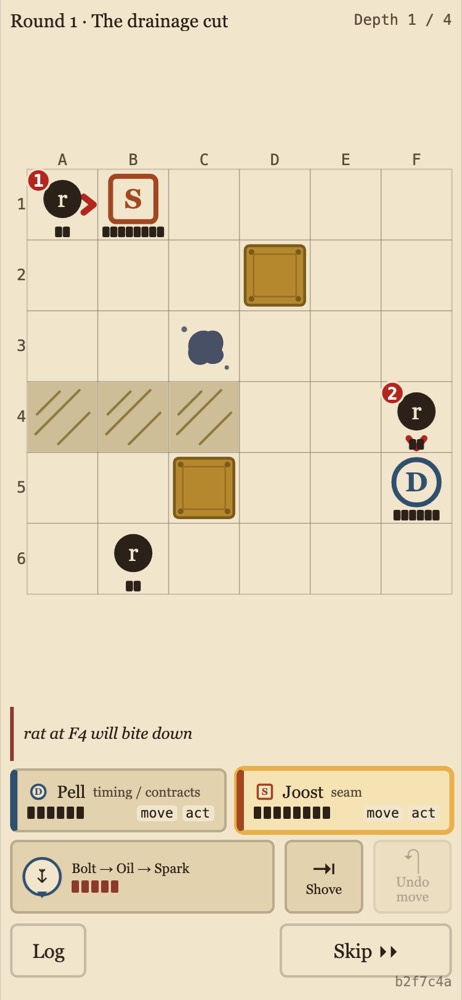 Round 1 · The drainage cut
Depth 1 / 4
A B C D E F
1
1
r
S
2
3
4
2
r
5
D
6
r
rat at F4 will bite down
D Pell timing / contracts
move act
S Joost seam
move act
Bolt → Oil → Spark
Shove
Undo
move
Log
Skip
b2f7c4a